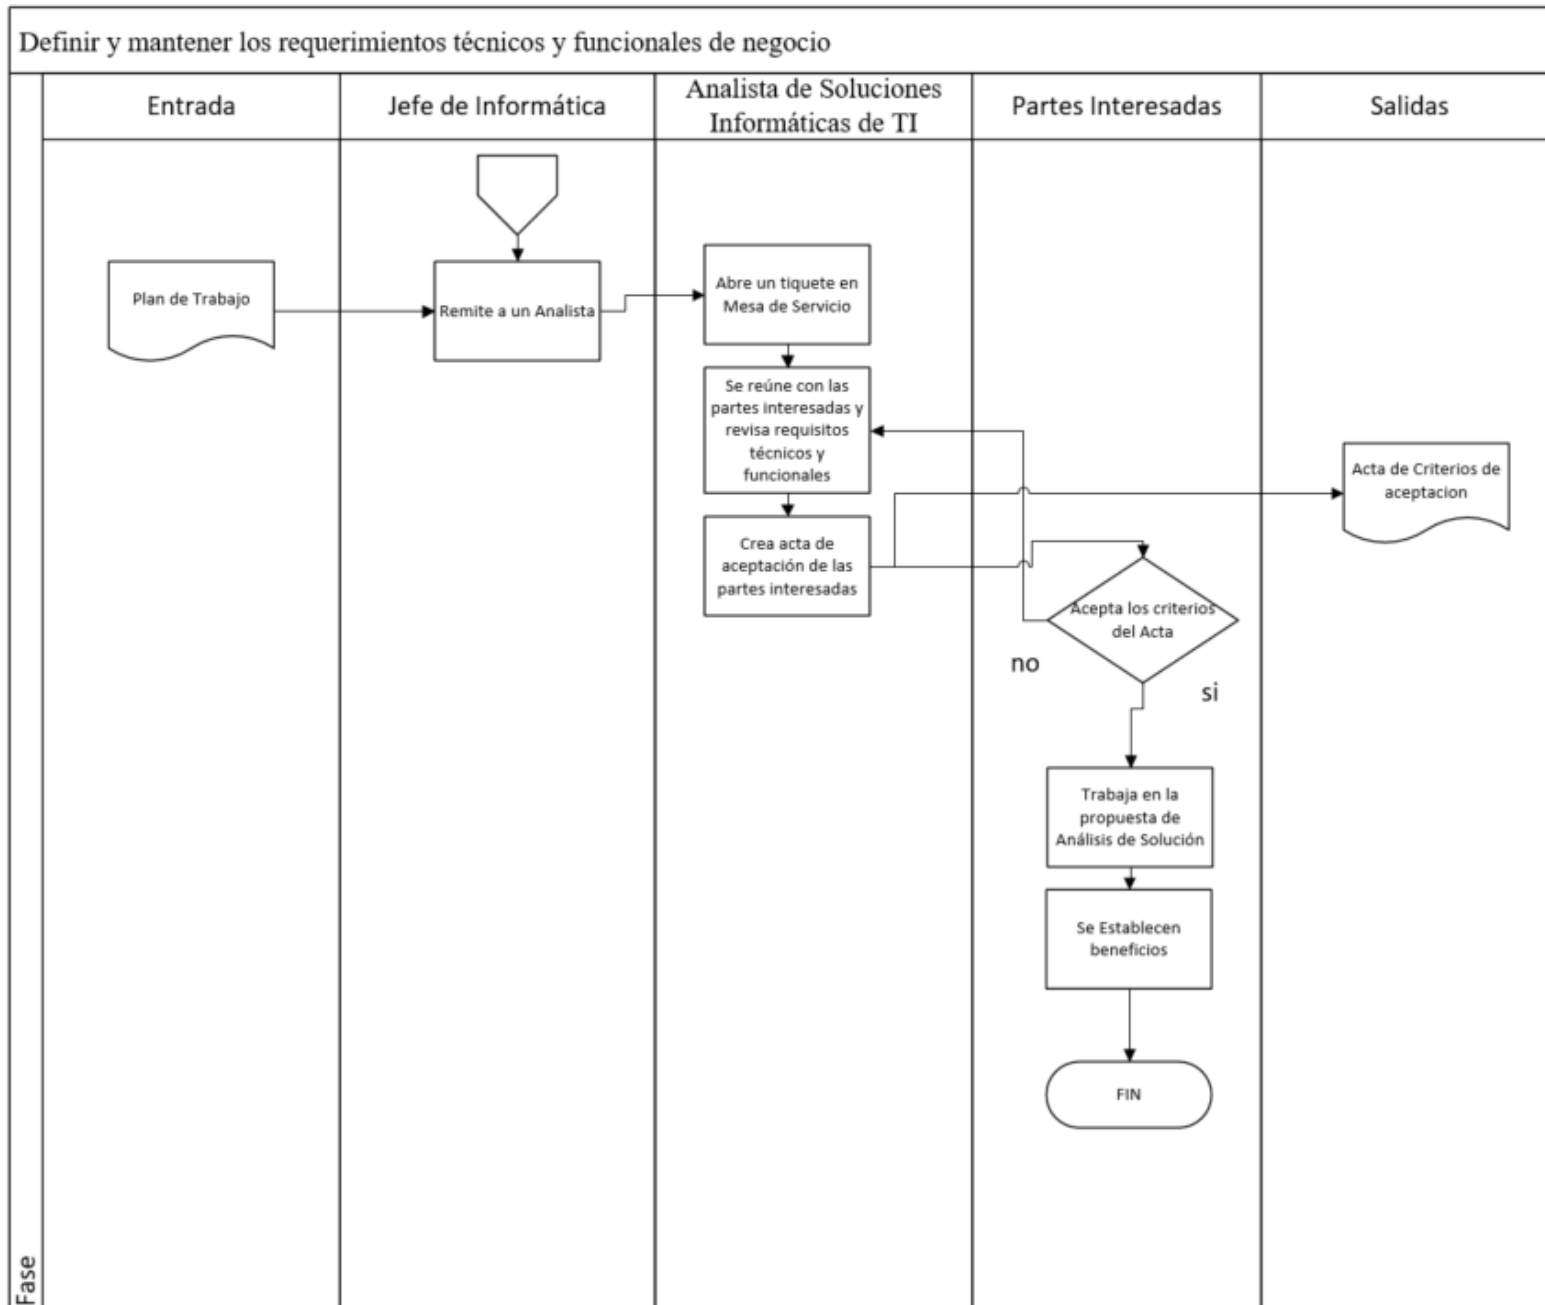 Definir y mantener los requerimientos técnicos y funcionales de negocio
Entrada
Jefe de Informática
Analista de Soluciones
Informáticas de TI
Partes Interesadas
Salidas
Plan de Trabajo
Remite a un Analista
Abre un tiquete en
Mesa de Servicio
Se reúne con las
partes interesadas y
revisa requisitos
técnicos y
funcionales
Acta de Criterios de
aceptacion
Crea acta de
aceptación de las
partes interesadas
Acepta los criterios
del Acta
no
si
Trabaja en la
propuesta de
Análisis de Solución
Se Establecen
beneficios
FIN
Fase